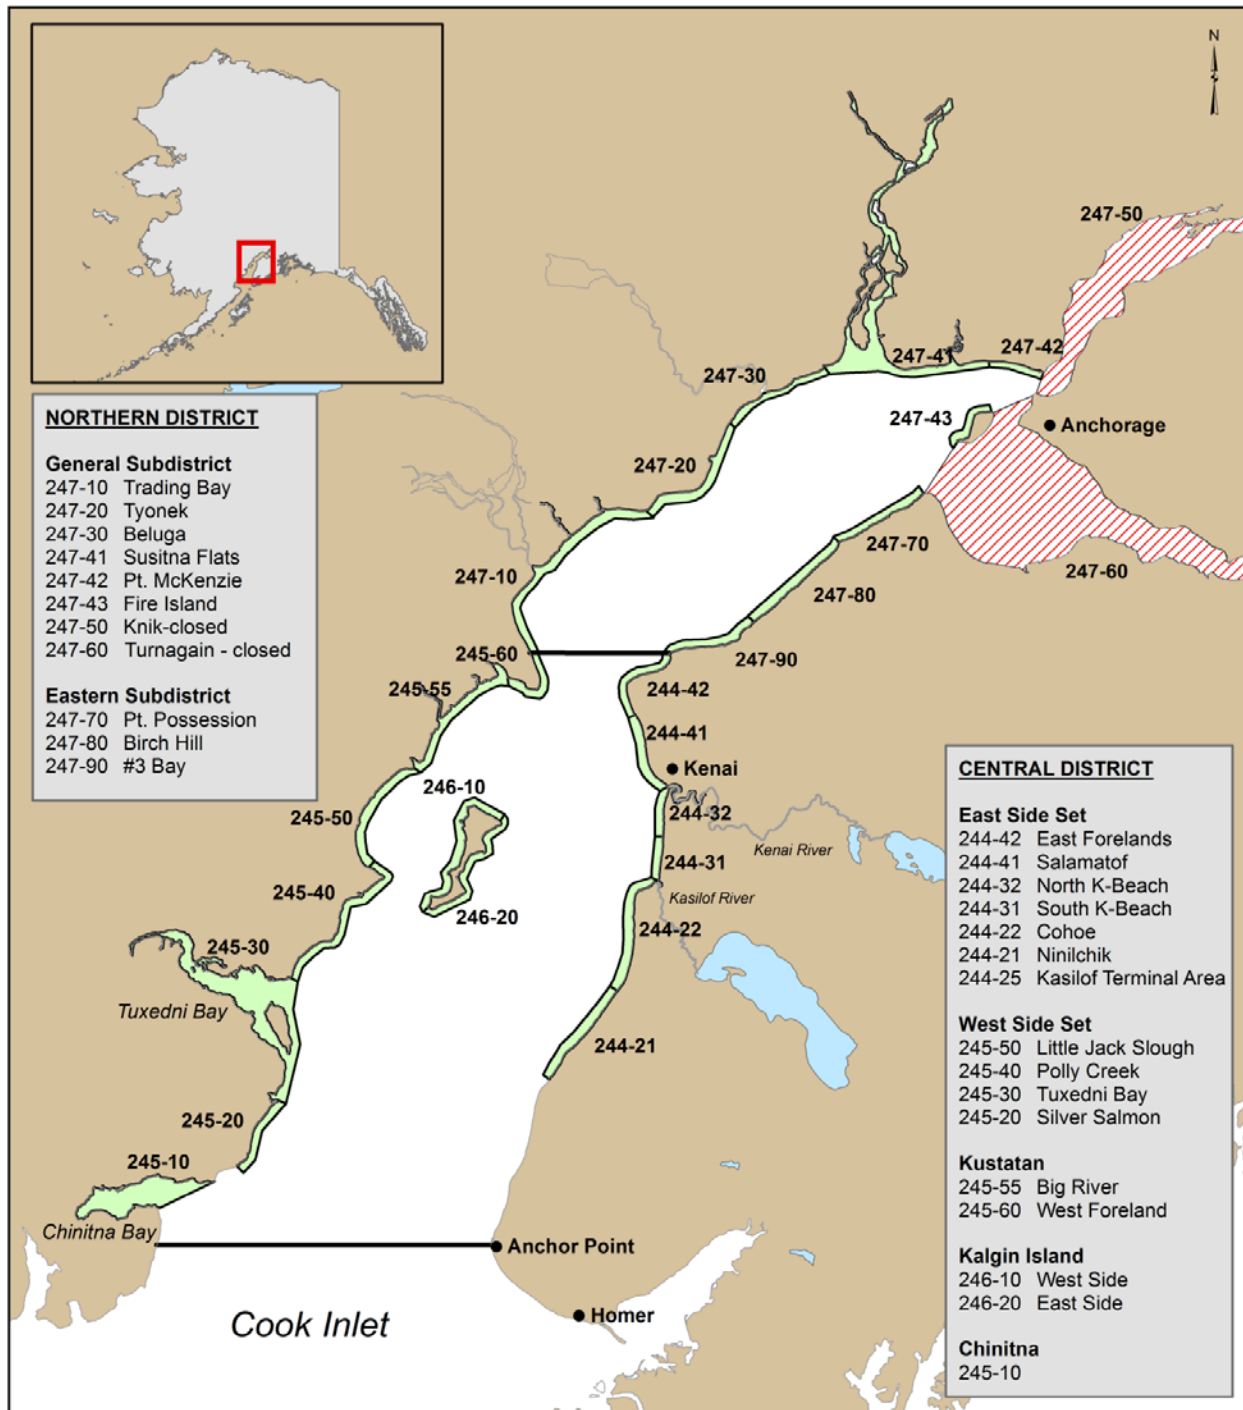 N
247-50
247-41
247-42
247-30
247-43
Anchorage
247-20
247-70
247-10
247-60
247-80
245-60
247-90
245-55
244-42
244-41
Kenai
246-10
245-50
244-32
Kenai River
244-31
245-40
Kasilof River
246-20
244-22
245-30
Tuxedni Bay
244-21
245-20
245-10
Chinitna Bay
Anchor Point
Homer
Cook Inlet
NORTHERN DISTRICT
General Subdistrict
247-10 Trading Bay
247-20 Tyonek
247-30 Beluga
247-41 Susitna Flats
247-42 Pt. McKenzie
247-43 Fire Island
247-50 Knik-closed
247-60 Turnagain - closed
Eastern Subdistrict
247-70 Pt. Possession
247-80 Birch Hill
247-90 #3 Bay
CENTRAL DISTRICT
East Side Set
244-42 East Forelands
244-41 Salamatof
244-32 North K-Beach
244-31 South K-Beach
244-22 Cohoe
244-21 Ninilchik
244-25 Kasilof Terminal Area
West Side Set
245-50 Little Jack Slough
245-40 Polly Creek
245-30 Tuxedni Bay
245-20 Silver Salmon
Kustatan
245-55 Big River
245-60 West Foreland
Kalgin Island
246-10 West Side
246-20 East Side
Chinitna
245-10